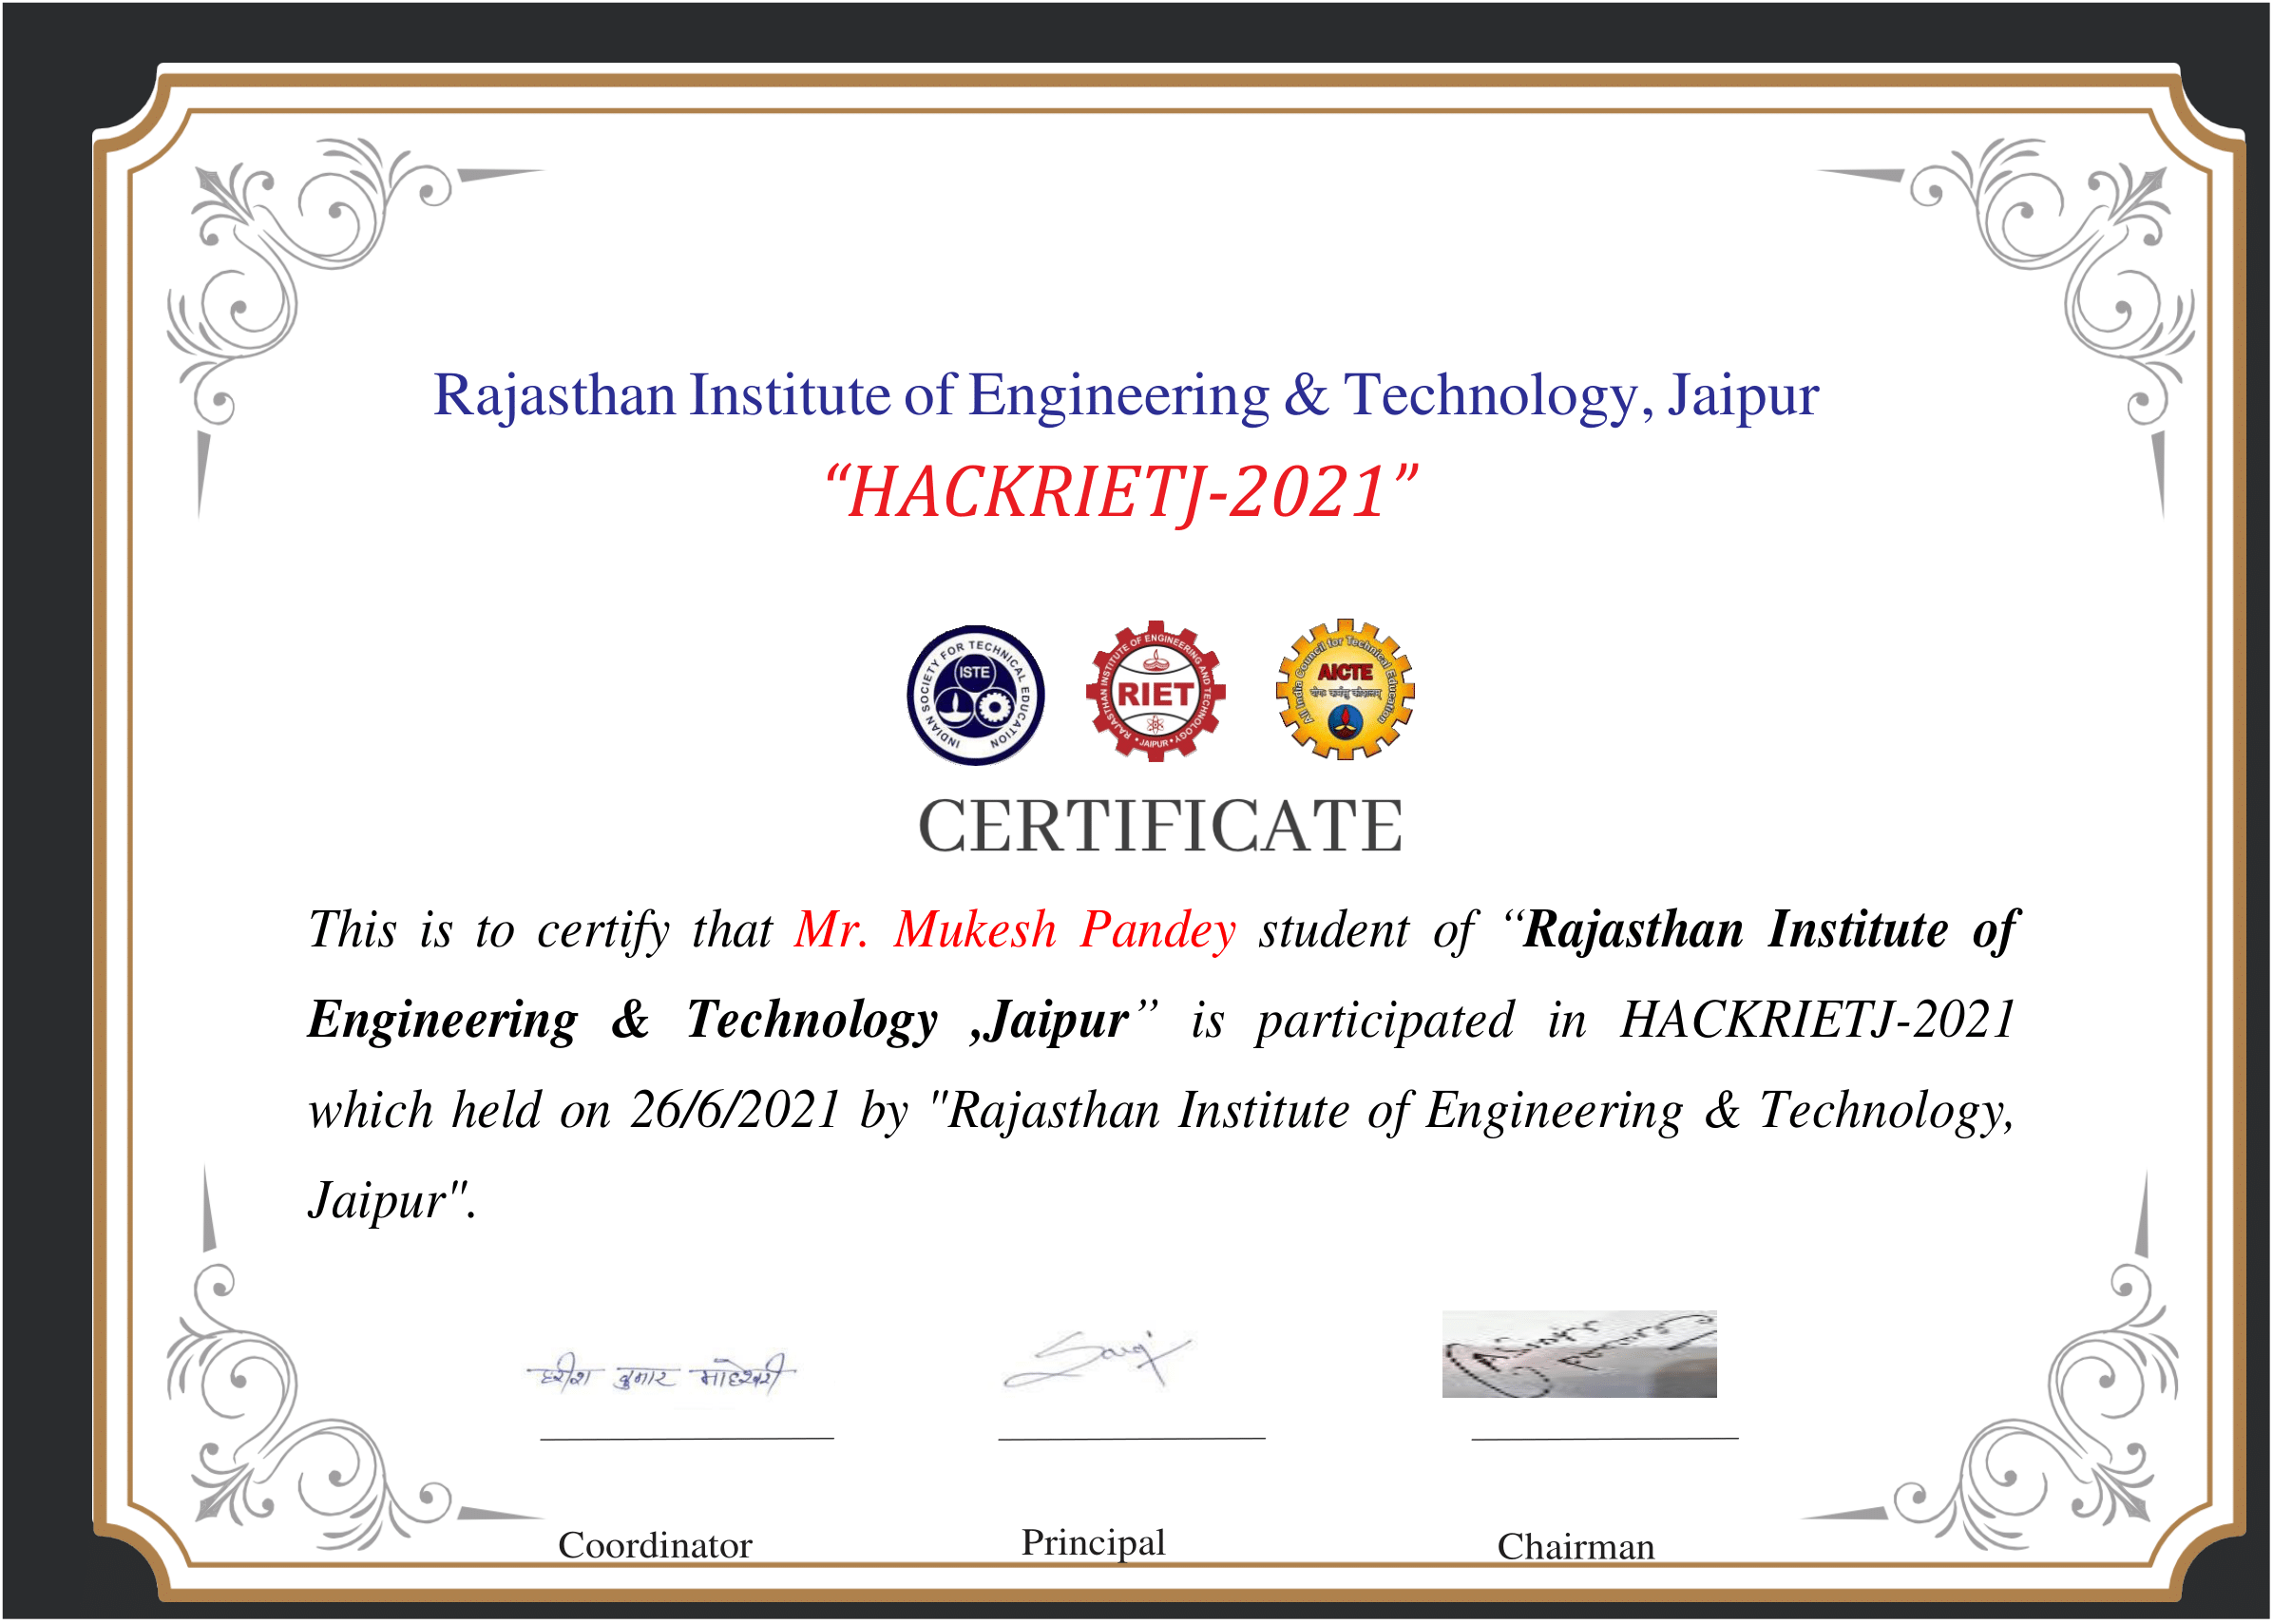 Rajasthan Institute of Engineering & Technology, Jaipur
“HACKRIETJ-2021”
INDIAN SOCIETY FOR TECHNICAL EDUCATION
ISTE
RAJASTHAN INSTITUTE OF ENGINEERING AND TECHNOLOGY
RIET
• JAIPUR •
All India Council for Technical Education
AICTE
योगः कर्मसु कौशलम्
CERTIFICATE
This is to certify that Mr. Mukesh Pandey student of “Rajasthan Institute of
Engineering & Technology ,Jaipur” is participated in HACKRIETJ-2021
which held on 26/6/2021 by "Rajasthan Institute of Engineering & Technology,
Jaipur".
हरीश कुमार माहेश्वरी
Coordinator
Principal
Chairman